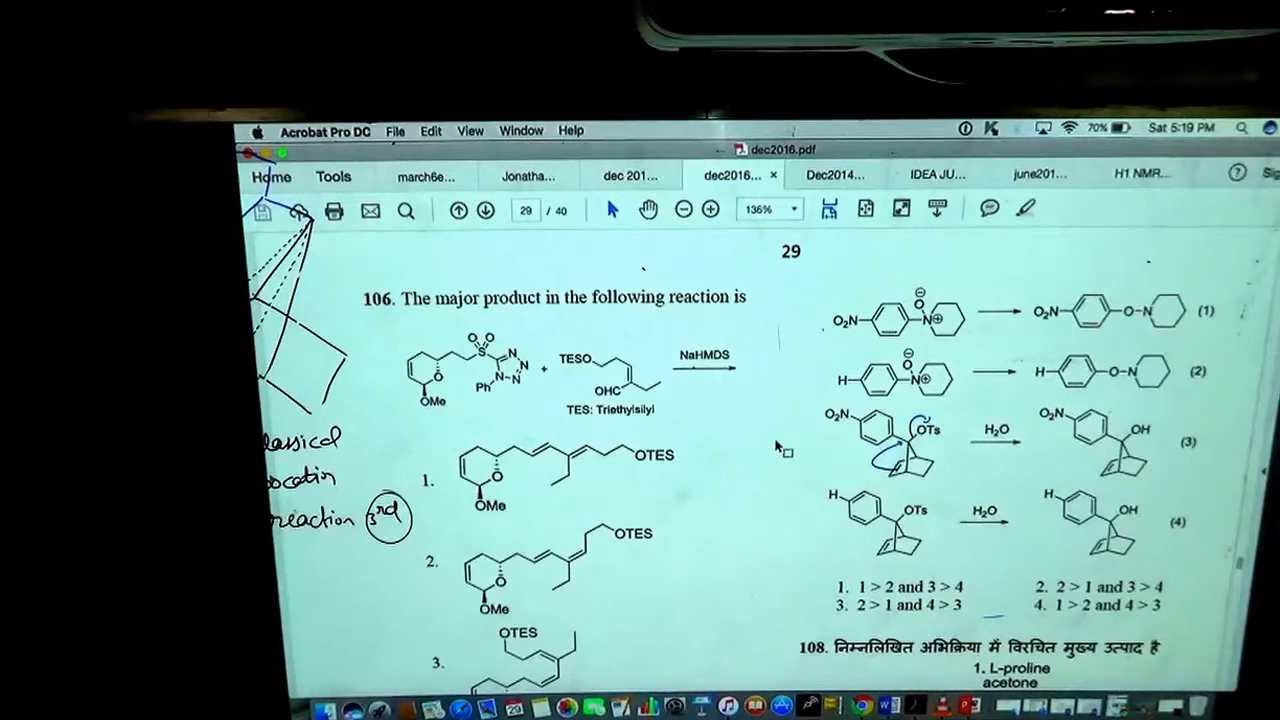 Acrobat Pro DC File Edit View Window Help 70% Sat 5:19 PM
dec2016.pdf
Home Tools march6e... Jonatha... dec 201... dec2016... × Dec2014... IDEA JU... june201... H1 NMR...
29 / 40 136%
29
106. The major product in the following reaction is
TESO
OHC
NaHMDS
Ph
OMe
TES: Triethylsilyl
1.
OTES
OMe
2.
OTES
OMe
3.
OTES
O₂N O N⊕ O₂N O-N (1)
H O N⊕ H O-N (2)
O₂N OTs H₂O O₂N OH (3)
H OTs H₂O H OH (4)
1. 1 > 2 and 3 > 4 2. 2 > 1 and 3 > 4
3. 2 > 1 and 4 > 3 4. 1 > 2 and 4 > 3
108. निम्नलिखित अभिक्रिया में विरचित मुख्य उत्पाद है
1. L-proline
acetone
reaction 3rd